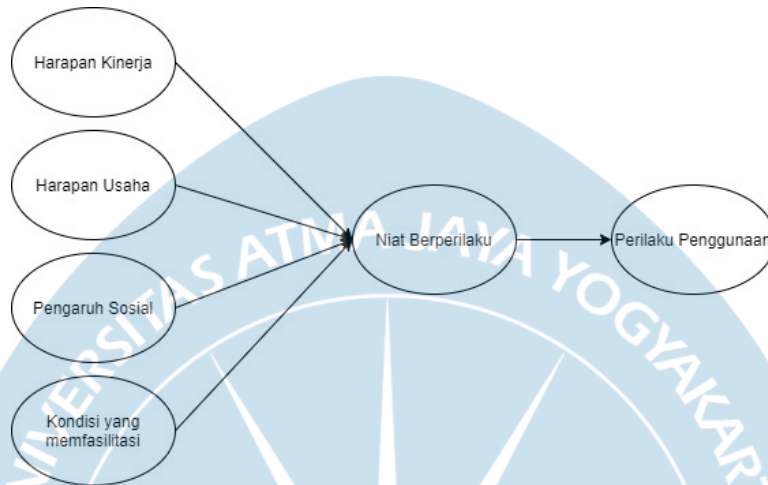 Harapan Kinerja
Harapan Usaha
Pengaruh Sosial
Kondisi yang
memfasilitasi
Niat Berperilaku
Perilaku Penggunaan
UNIVERSITAS ATMA JAYA YOGYAKARTA